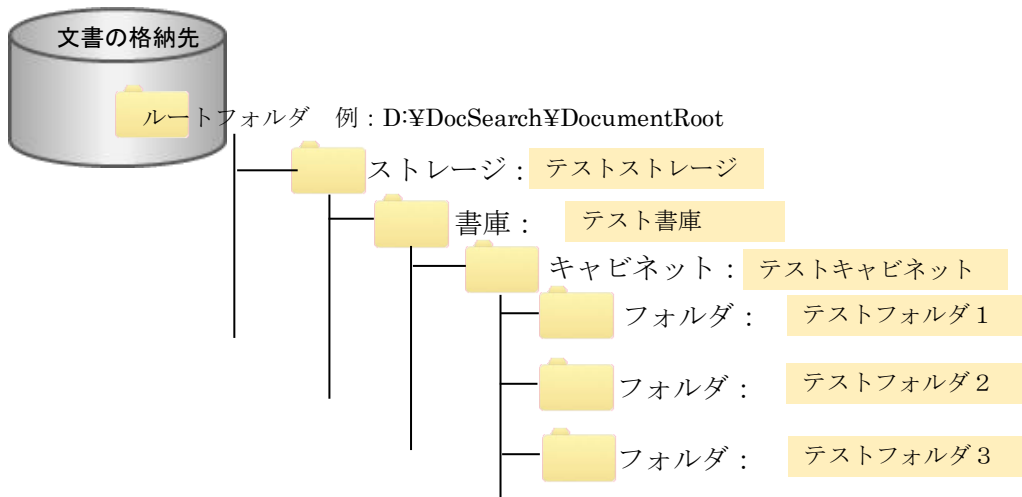 文書の格納先
ルートフォルダ　例：D:¥DocSearch¥DocumentRoot
ストレージ： テストストレージ
書庫： テスト書庫
キャビネット： テストキャビネット
フォルダ： テストフォルダ１
フォルダ： テストフォルダ２
フォルダ： テストフォルダ３